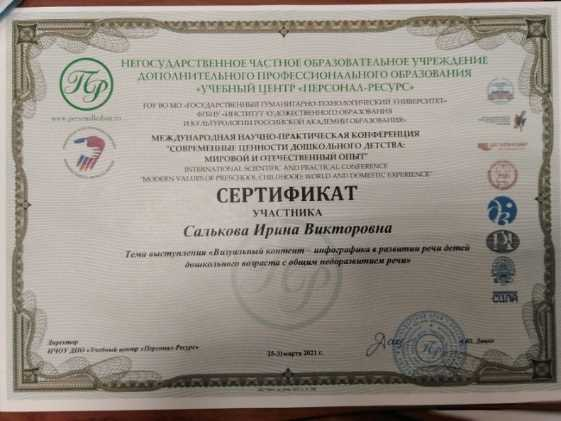 НЕГОСУДАРСТВЕННОЕ ЧАСТНОЕ ОБРАЗОВАТЕЛЬНОЕ УЧРЕЖДЕНИЕ
ДОПОЛНИТЕЛЬНОГО ПРОФЕССИОНАЛЬНОГО ОБРАЗОВАНИЯ
«УЧЕБНЫЙ ЦЕНТР «ПЕРСОНАЛ-РЕСУРС»
ПР
ГОУ ВО МО «ГОСУДАРСТВЕННЫЙ ГУМАНИТАРНО-ТЕХНОЛОГИЧЕСКИЙ УНИВЕРСИТЕТ»
ФГБНУ «ИНСТИТУТ ХУДОЖЕСТВЕННОГО ОБРАЗОВАНИЯ
И КУЛЬТУРОЛОГИИ РОССИЙСКОЙ АКАДЕМИИ ОБРАЗОВАНИЯ»
МЕЖДУНАРОДНАЯ НАУЧНО-ПРАКТИЧЕСКАЯ КОНФЕРЕНЦИЯ
"СОВРЕМЕННЫЕ ЦЕННОСТИ ДОШКОЛЬНОГО ДЕТСТВА:
МИРОВОЙ И ОТЕЧЕСТВЕННЫЙ ОПЫТ"
INTERNATIONAL SCIENTIFIC AND PRACTICAL CONFERENCE
"MODERN VALUES OF PRESCHOOL CHILDHOOD: WORLD AND DOMESTIC EXPERIENCE"
СЕРТИФИКАТ
УЧАСТНИКА
Салькова Ирина Викторовна
Тема выступления «Визуальный контент – инфографика в развитии речи детей
дошкольного возраста с общим недоразвитием речи»
Директор
НЧОУ ДПО «Учебный центр «Персонал-Ресурс»
25-31 марта 2021 г.